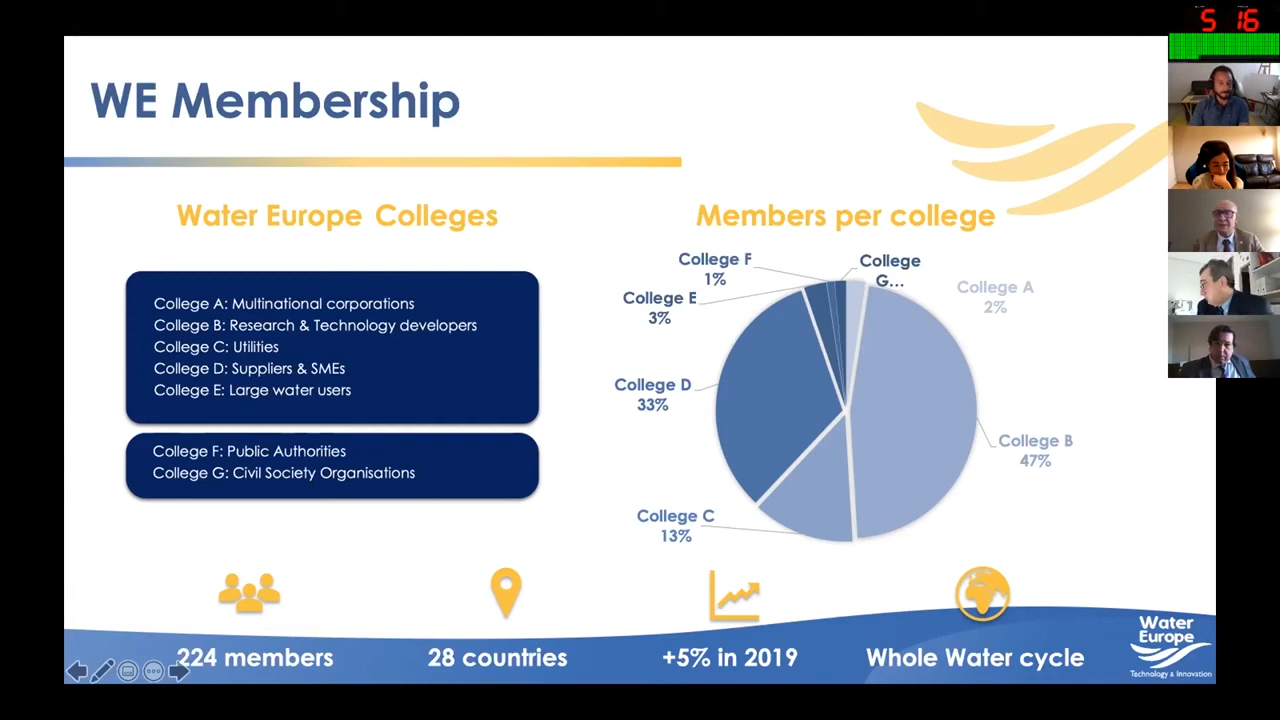 5 16
WE Membership
Water Europe Colleges
College A: Multinational corporations
College B: Research & Technology developers
College C: Utilities
College D: Suppliers & SMEs
College E: Large water users
College F: Public Authorities
College G: Civil Society Organisations
Members per college
College F
1%
College
G...
College A
2%
College E
3%
College D
33%
College B
47%
College C
13%
224 members
28 countries
+5% in 2019
Whole Water cycle
Water
Europe
Technology & Innovation